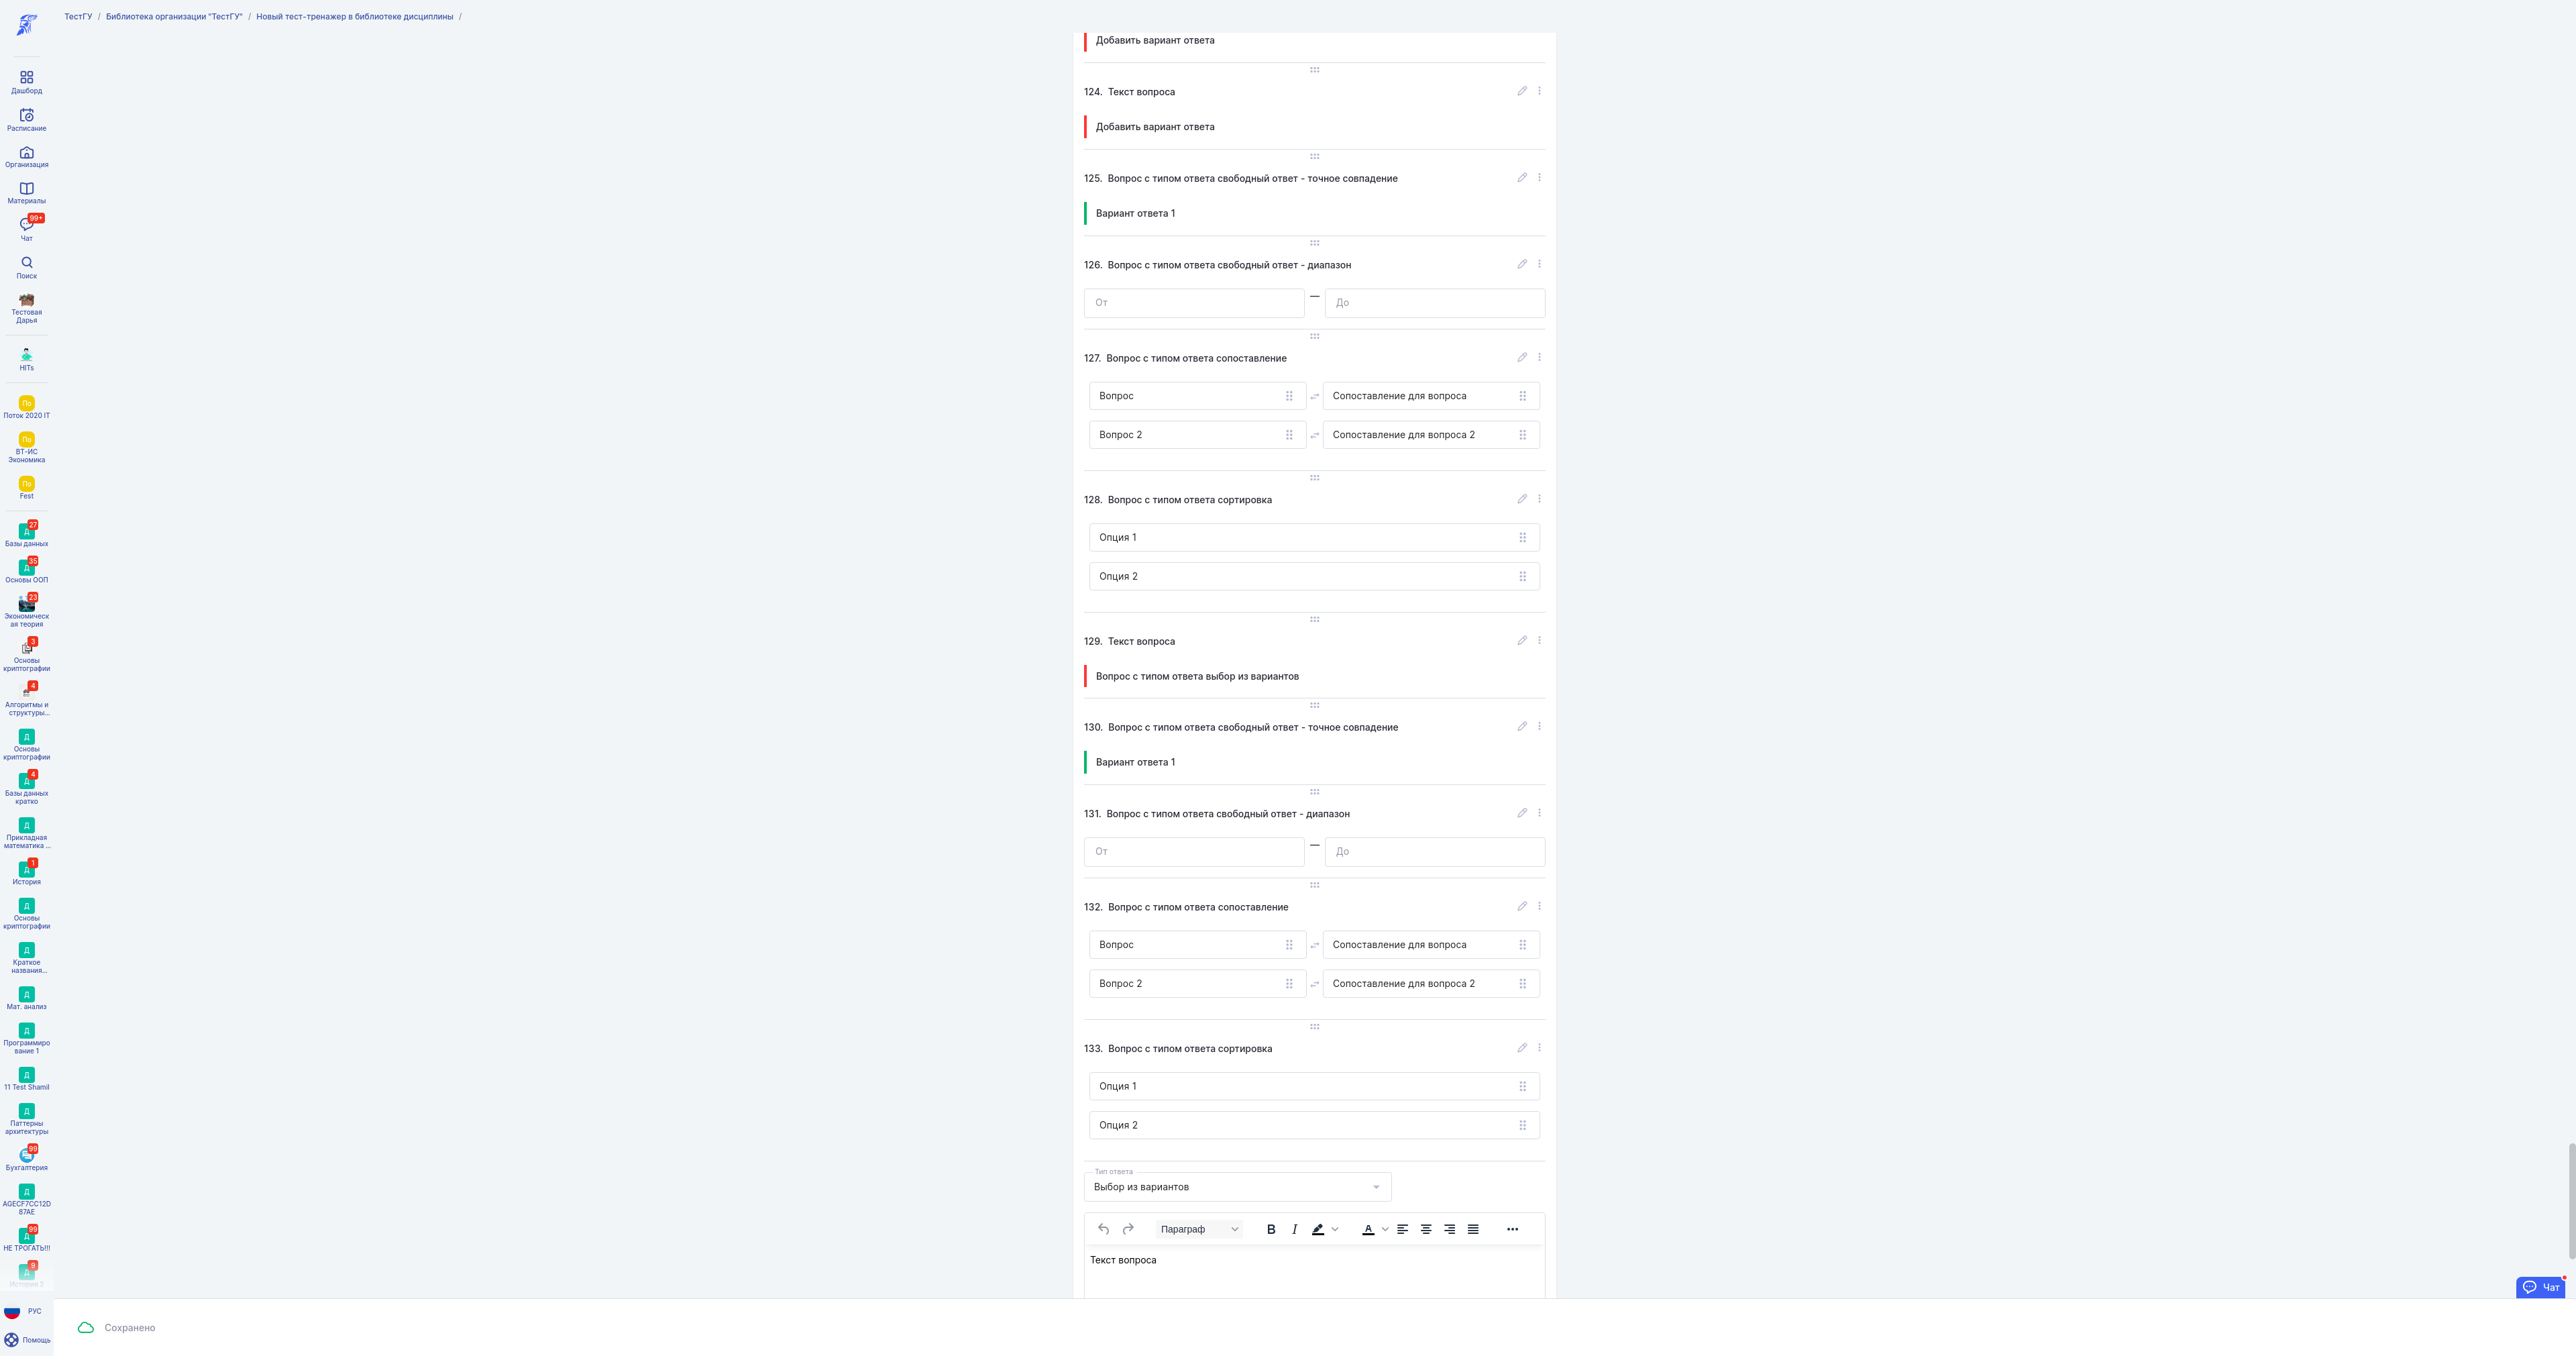 ТестГУ / Библиотека организации "ТестГУ" / Новый тест-тренажер в библиотеке дисциплины /
Дашборд
Расписание
Организация
Материалы
99+
Чат
Поиск
Тестовая
Дарья
HITs
По
Поток 2020 IT
По
ВТ-ИС
Экономика
По
Fest
27
Д
Базы данных
35
Д
Основы ООП
23
Экономическ
ая теория
3
Основы
криптографии
4
Алгоритмы и
структуры...
Д
Основы
криптографии
4
Д
Базы данных
кратко
Д
Прикладная
математика ...
1
Д
История
Д
Основы
криптографии
Д
Краткое
названия...
Д
Мат. анализ
Д
Программиро
вание 1
Д
11 Test Shamil
Д
Паттерны
архитектуры
99
Бухгалтерия
Д
AGECF7CC12D
87AE
99
Д
НЕ ТРОГАТЬ!!!
9
Д
История 2
РУС
Помощь
Добавить вариант ответа
124. Текст вопроса
Добавить вариант ответа
125. Вопрос с типом ответа свободный ответ - точное совпадение
Вариант ответа 1
126. Вопрос с типом ответа свободный ответ - диапазон
От — До
127. Вопрос с типом ответа сопоставление
Вопрос Сопоставление для вопроса
Вопрос 2 Сопоставление для вопроса 2
128. Вопрос с типом ответа сортировка
Опция 1
Опция 2
129. Текст вопроса
Вопрос с типом ответа выбор из вариантов
130. Вопрос с типом ответа свободный ответ - точное совпадение
Вариант ответа 1
131. Вопрос с типом ответа свободный ответ - диапазон
От — До
132. Вопрос с типом ответа сопоставление
Вопрос Сопоставление для вопроса
Вопрос 2 Сопоставление для вопроса 2
133. Вопрос с типом ответа сортировка
Опция 1
Опция 2
Тип ответа
Выбор из вариантов
Параграф B I A
Текст вопроса
Чат
Сохранено